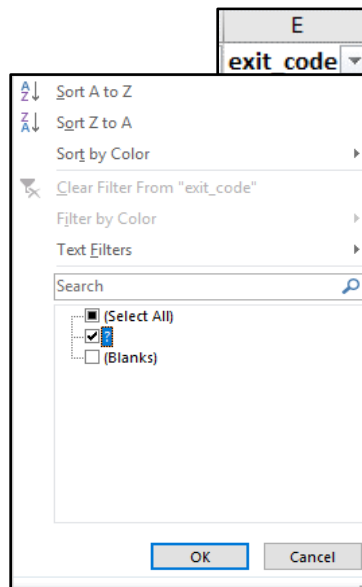 E
exit_code
Sort A to Z
Sort Z to A
Sort by Color
Clear Filter From "exit_code"
Filter by Color
Text Filters
Search
(Select All)
?
(Blanks)
OK
Cancel